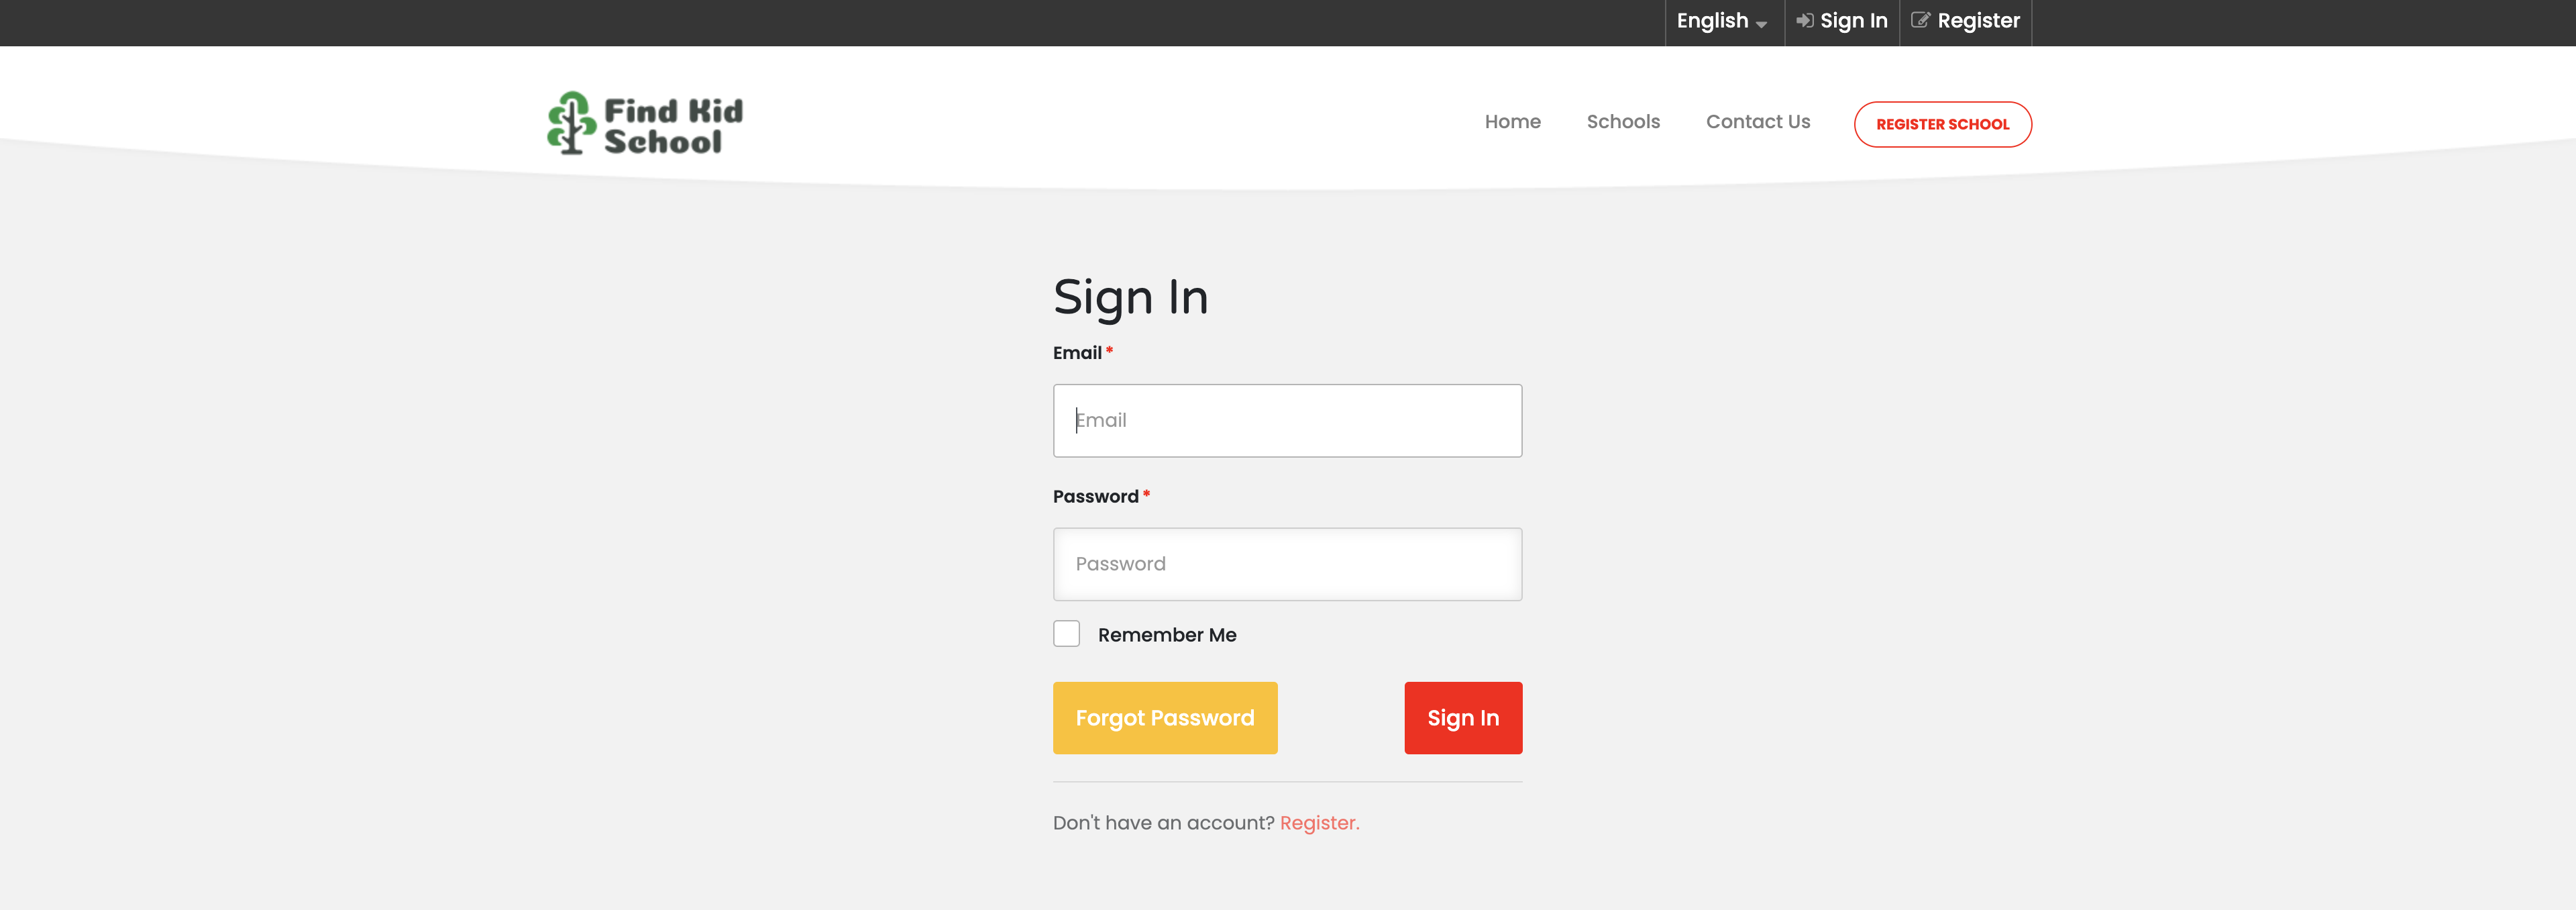 English Sign In Register
Find Kid
School
Home Schools Contact Us REGISTER SCHOOL
Sign In
Email *
Email
Password *
Password
Remember Me
Forgot Password Sign In
Don't have an account? Register.